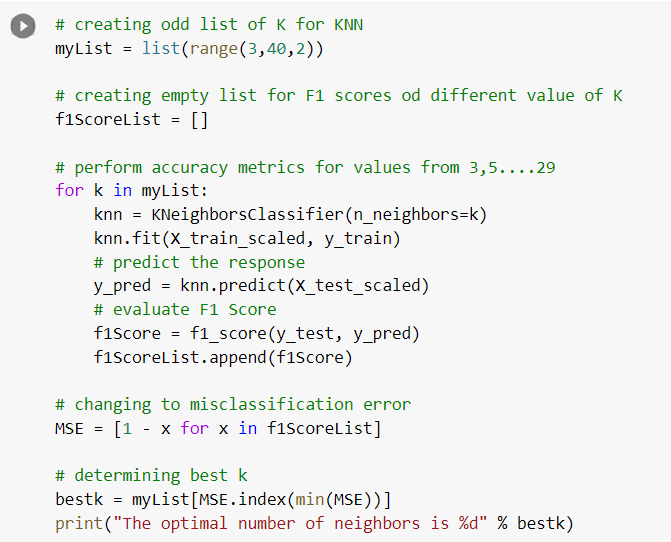 # creating odd list of K for KNN
myList = list(range(3,40,2))
# creating empty list for F1 scores od different value of K
f1ScoreList = []
# perform accuracy metrics for values from 3,5....29
for k in myList:
    knn = KNeighborsClassifier(n_neighbors=k)
    knn.fit(X_train_scaled, y_train)
    # predict the response
    y_pred = knn.predict(X_test_scaled)
    # evaluate F1 Score
    f1Score = f1_score(y_test, y_pred)
    f1ScoreList.append(f1Score)
# changing to misclassification error
MSE = [1 - x for x in f1ScoreList]
# determining best k
bestk = myList[MSE.index(min(MSE))]
print("The optimal number of neighbors is %d" % bestk)